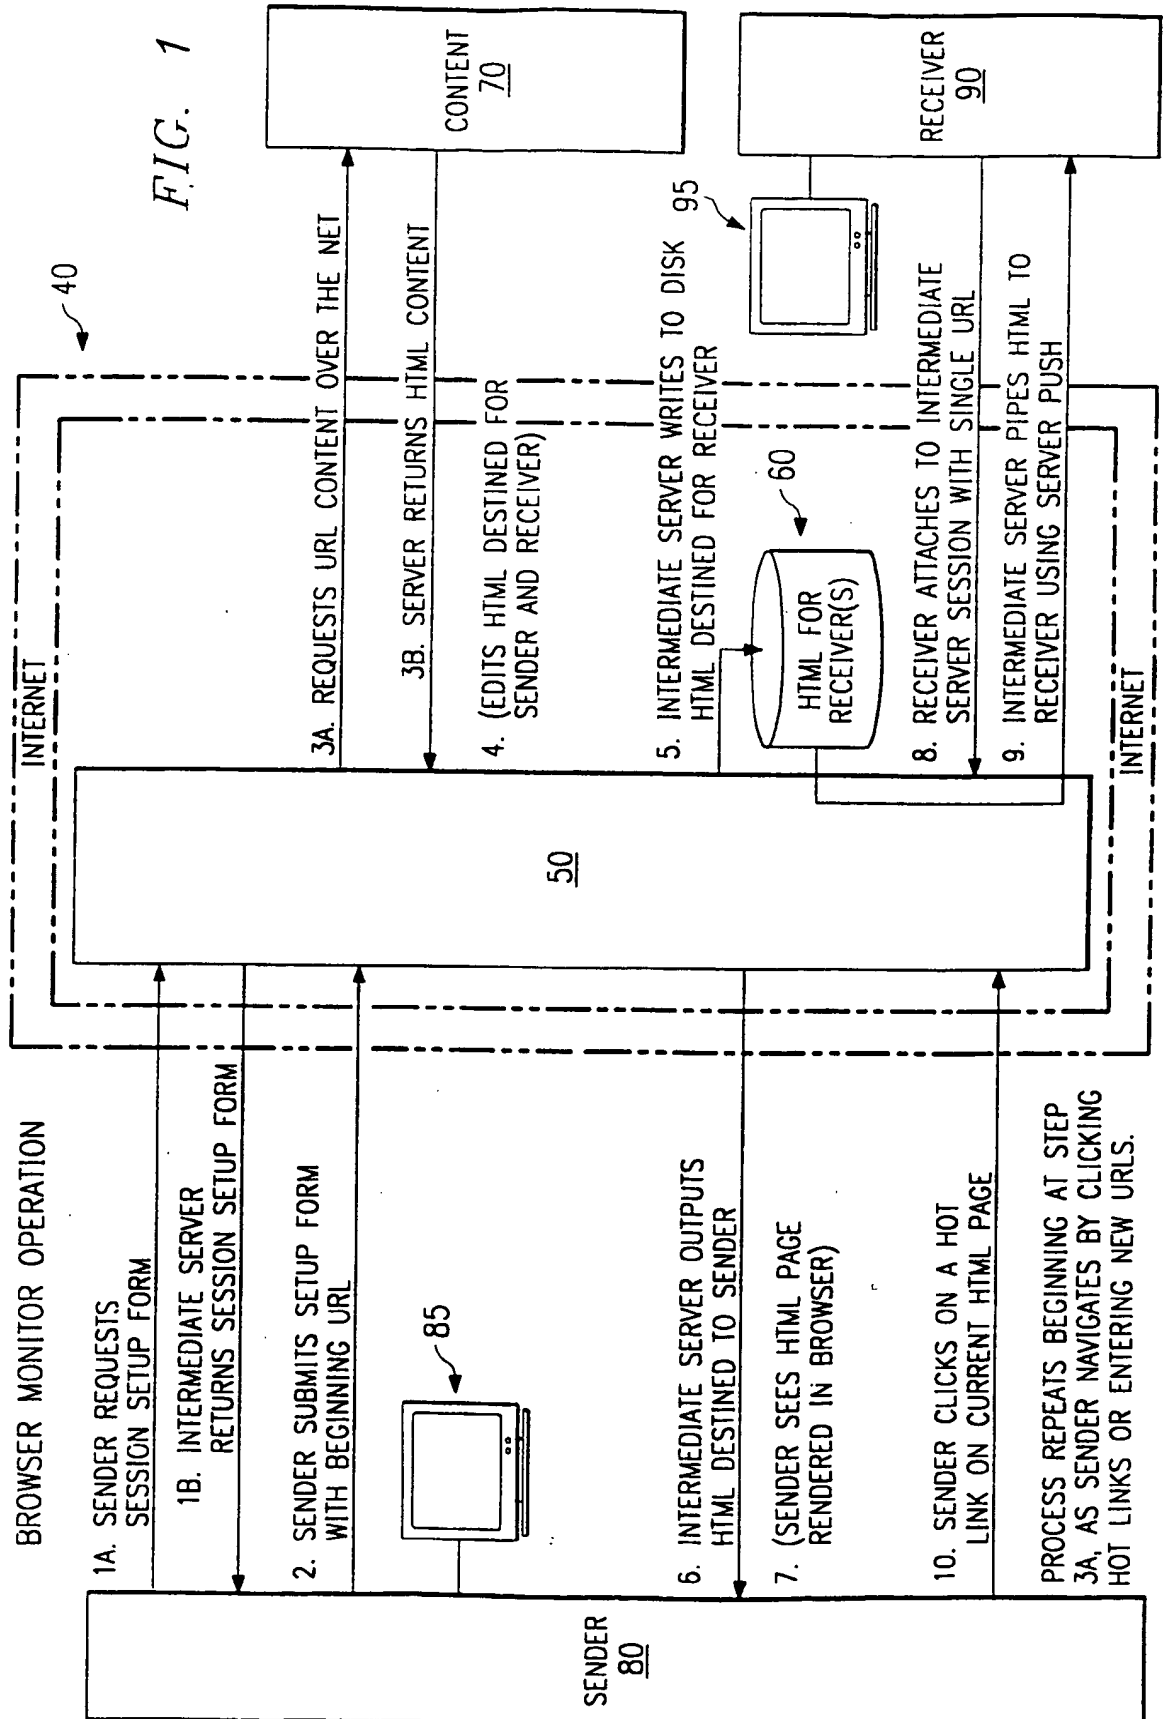 FIG. 1
BROWSER MONITOR OPERATION
40
INTERNET
1A. SENDER REQUESTS
SESSION SETUP FORM
1B. INTERMEDIATE SERVER
RETURNS SESSION SETUP FORM
2. SENDER SUBMITS SETUP FORM
WITH BEGINNING URL
85
6. INTERMEDIATE SERVER OUTPUTS
HTML DESTINED TO SENDER
7. (SENDER SEES HTML PAGE
RENDERED IN BROWSER)
10. SENDER CLICKS ON A HOT
LINK ON CURRENT HTML PAGE
PROCESS REPEATS BEGINNING AT STEP
3A, AS SENDER NAVIGATES BY CLICKING
HOT LINKS OR ENTERING NEW URLS.
SENDER
80
50
3A. REQUESTS URL CONTENT OVER THE NET
3B. SERVER RETURNS HTML CONTENT
4. (EDITS HTML DESTINED FOR
SENDER AND RECEIVER)
5. INTERMEDIATE SERVER WRITES TO DISK
HTML DESTINED FOR RECEIVER
HTML FOR
RECEIVER(S)
60
8. RECEIVER ATTACHES TO INTERMEDIATE
SERVER SESSION WITH SINGLE URL
9. INTERMEDIATE SERVER PIPES HTML TO
RECEIVER USING SERVER PUSH
INTERNET
CONTENT
70
95
RECEIVER
90